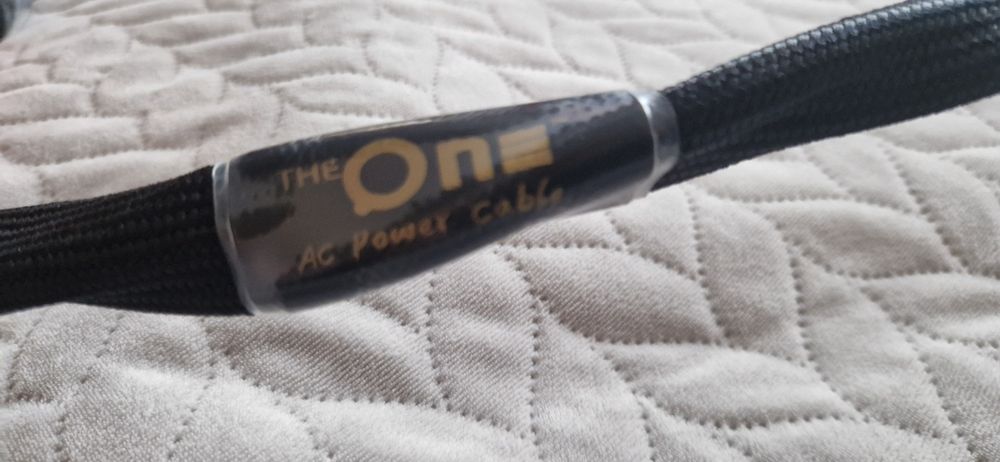 THE One
AC Power Cable